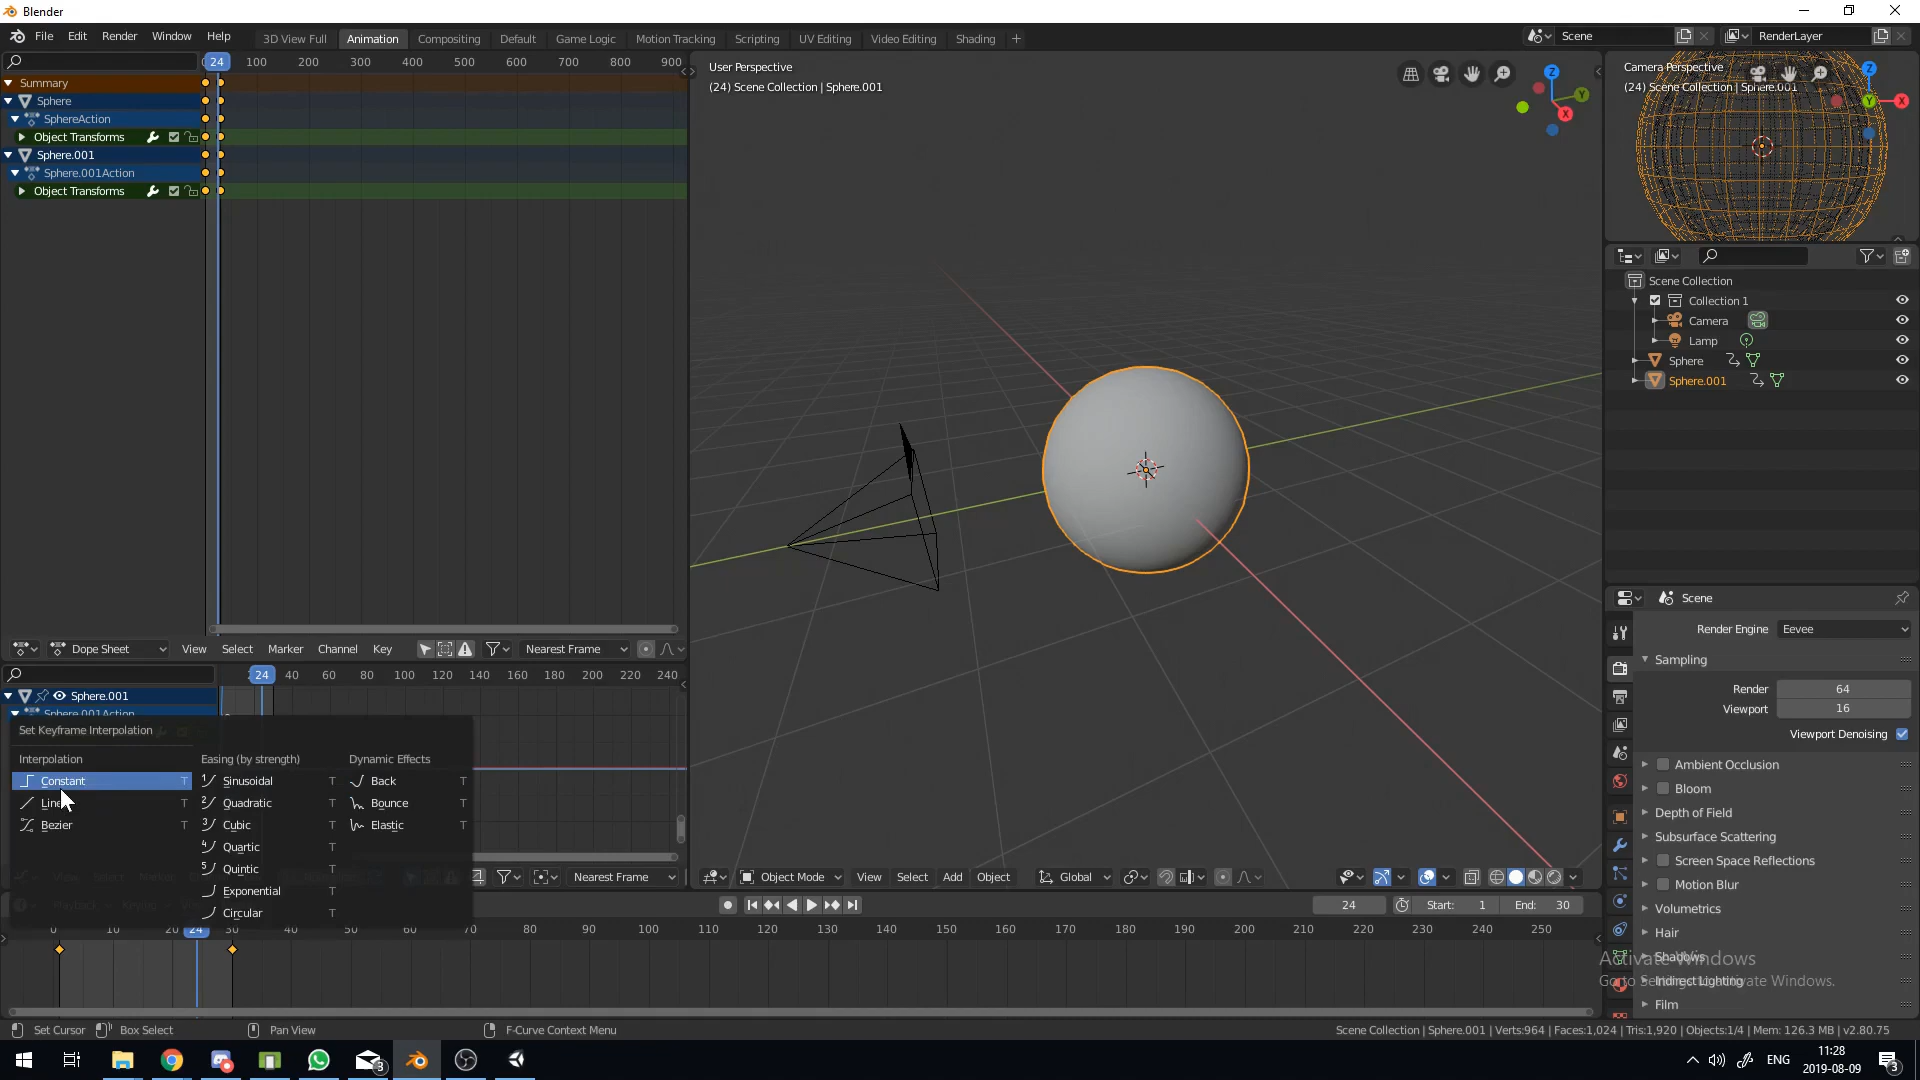 Blender
File Edit Render Window Help
3D View Full Animation Compositing Default Game Logic Motion Tracking Scripting UV Editing Video Editing Shading +
Scene
RenderLayer
24 100 200 300 400 500 600 700 800 900
Summary
Sphere
SphereAction
Object Transforms
Sphere.001
Sphere.001Action
Object Transforms
User Perspective
(24) Scene Collection | Sphere.001
Z
Y
X
Camera Perspective
(24) Scene Collection | Sphere.001
Z
Y
X
Scene Collection
Collection 1
Camera
Lamp
Sphere
Sphere.001
Scene
Render Engine Eevee
Sampling
Render 64
Viewport 16
Viewport Denoising
Ambient Occlusion
Bloom
Depth of Field
Subsurface Scattering
Screen Space Reflections
Motion Blur
Volumetrics
Hair
Shadows
Indirect Lighting
Film
Activate Windows
Go to Settings to activate Windows.
Dope Sheet View Select Marker Channel Key Nearest Frame
24 40 60 80 100 120 140 160 180 200 220 240
Sphere.001
Sphere.001Action
Set Keyframe Interpolation
Interpolation
Constant T
Bezier T
Easing (by strength)
Sinusoidal T
Quadratic T
Cubic T
Quartic T
Quintic T
Exponential T
Circular T
Dynamic Effects
Back T
Bounce T
Elastic T
Nearest Frame
Object Mode View Select Add Object Global
24 Start: 1 End: 30
0 10 20 24 30 40 50 60 70 80 90 100 110 120 130 140 150 160 170 180 190 200 210 220 230 240 250
Set Cursor Box Select Pan View F-Curve Context Menu
Scene Collection | Sphere.001 | Verts:964 | Faces:1,024 | Tris:1,920 | Objects:1/4 | Mem: 126.3 MB | v2.80.75
3
ENG
11:28
2019-08-09
3